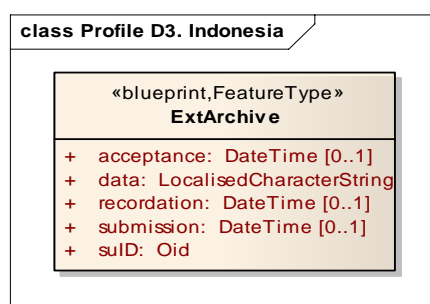 class Profile D3. Indonesia
«blueprint,FeatureType»
ExtArchive
+ acceptance: DateTime [0..1]
+ data: LocalisedCharacterString
+ recordation: DateTime [0..1]
+ submission: DateTime [0..1]
+ suID: Oid